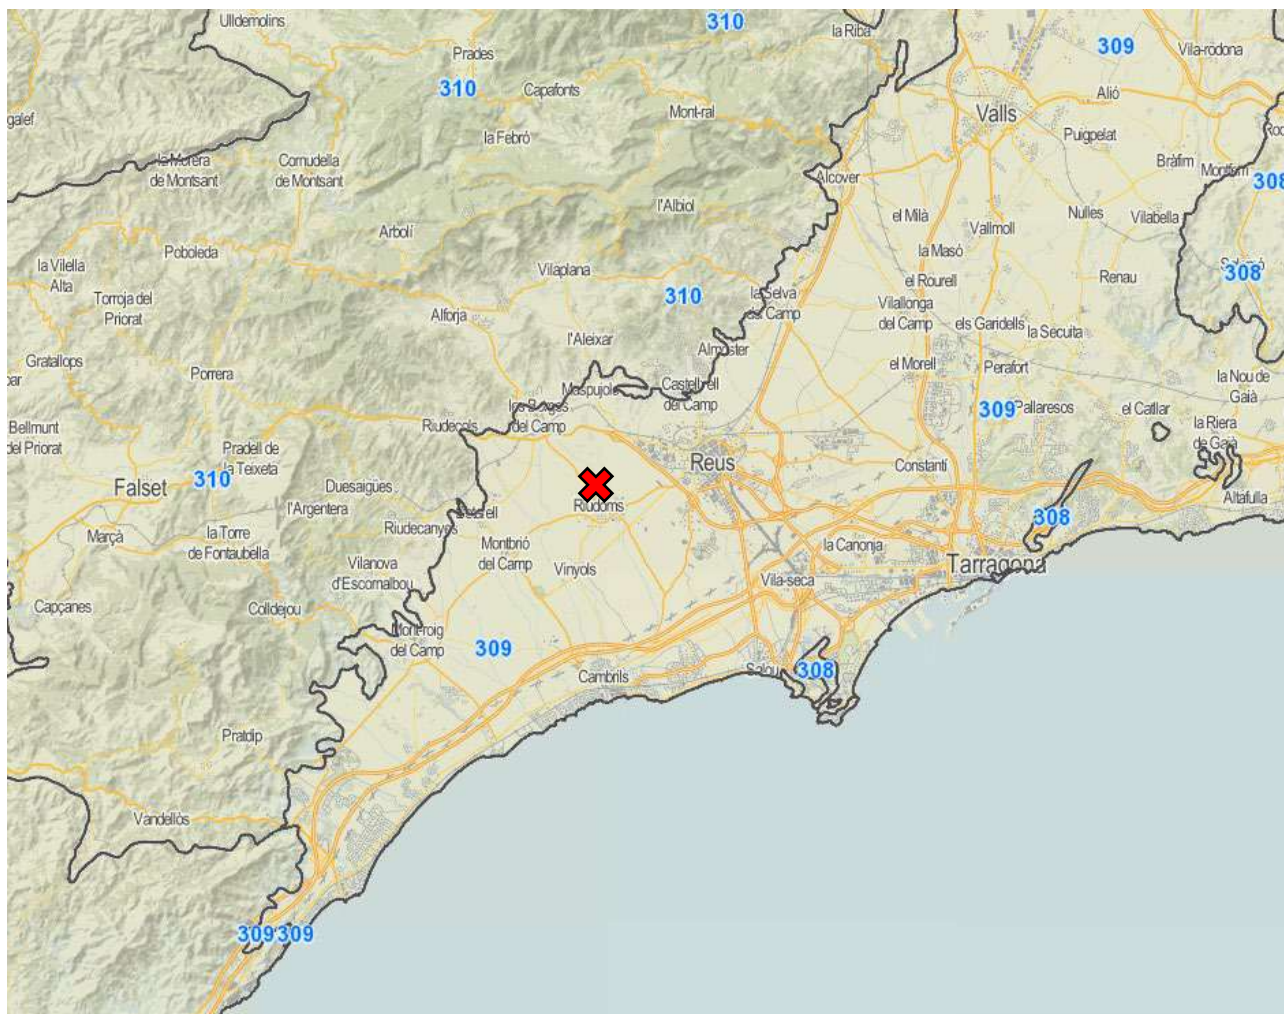 Ulldemolins
310
la Riba
309
Vila-rodona
Prades
310
Capafonts
Alió
Mont-ral
Valls
galef
la Febró
Puigpelat
la Morera
de Montsant
Cornudella
de Montsant
Bràfim
Alcover
308
l'Albiol
el Milà
Nulles
Vilabella
Vallmoll
Arbolí
la Masó
Poboleda
la Vilella
Alta
Vilaplana
308
Renau
el Rourell
Torroja del
Priorat
310
la Selva
del Camp
Vilallonga
del Camp
Alforja
els Garidells
la Secuita
l'Aleixar
Almoster
Gratallops
el Morell
Perafort
Porrera
la Nou de
Gaià
Maspujols
Castellvell
del Camp
les Borges
del Camp
309
Pallaresos
el Catllar
Riudecols
la Riera
de Gaià
Bellmunt
del Priorat
Pradell de
la Teixeta
Reus
Constantí
310
Falset
Duesaigües
l'Argentera
Altafulla
Riudoms
308
Riudecanyes
la Torre
de Fontaubella
Marçà
Montbrió
del Camp
la Canonja
Vilanova
d'Escornalbou
Vinyols
Tarragona
Vila-seca
Capçanes
Colldejou
Mont-roig
del Camp
309
Salou
308
Cambrils
Pratdip
Vandellòs
309
309